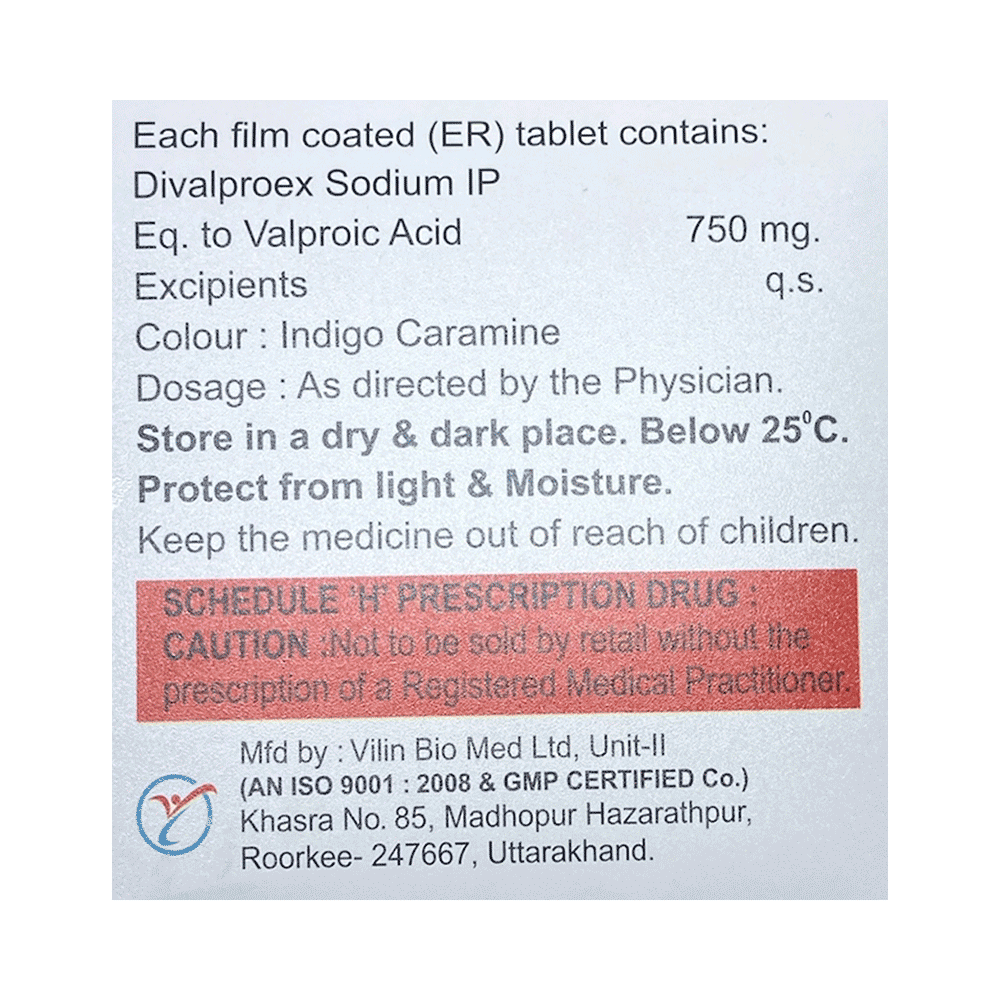 Each film coated (ER) tablet contains:
Divalproex Sodium IP
Eq. to Valproic Acid 750 mg.
Excipients q.s.
Colour : Indigo Caramine
Dosage : As directed by the Physician.
Store in a dry & dark place. Below 25⁰C.
Protect from light & Moisture.
Keep the medicine out of reach of children.
SCHEDULE 'H' PRESCRIPTION DRUG :
CAUTION :Not to be sold by retail without the
prescription of a Registered Medical Practitioner.
Mfd by : Vilin Bio Med Ltd, Unit-II
(AN ISO 9001 : 2008 & GMP CERTIFIED Co.)
Khasra No. 85, Madhopur Hazarathpur,
Roorkee- 247667, Uttarakhand.